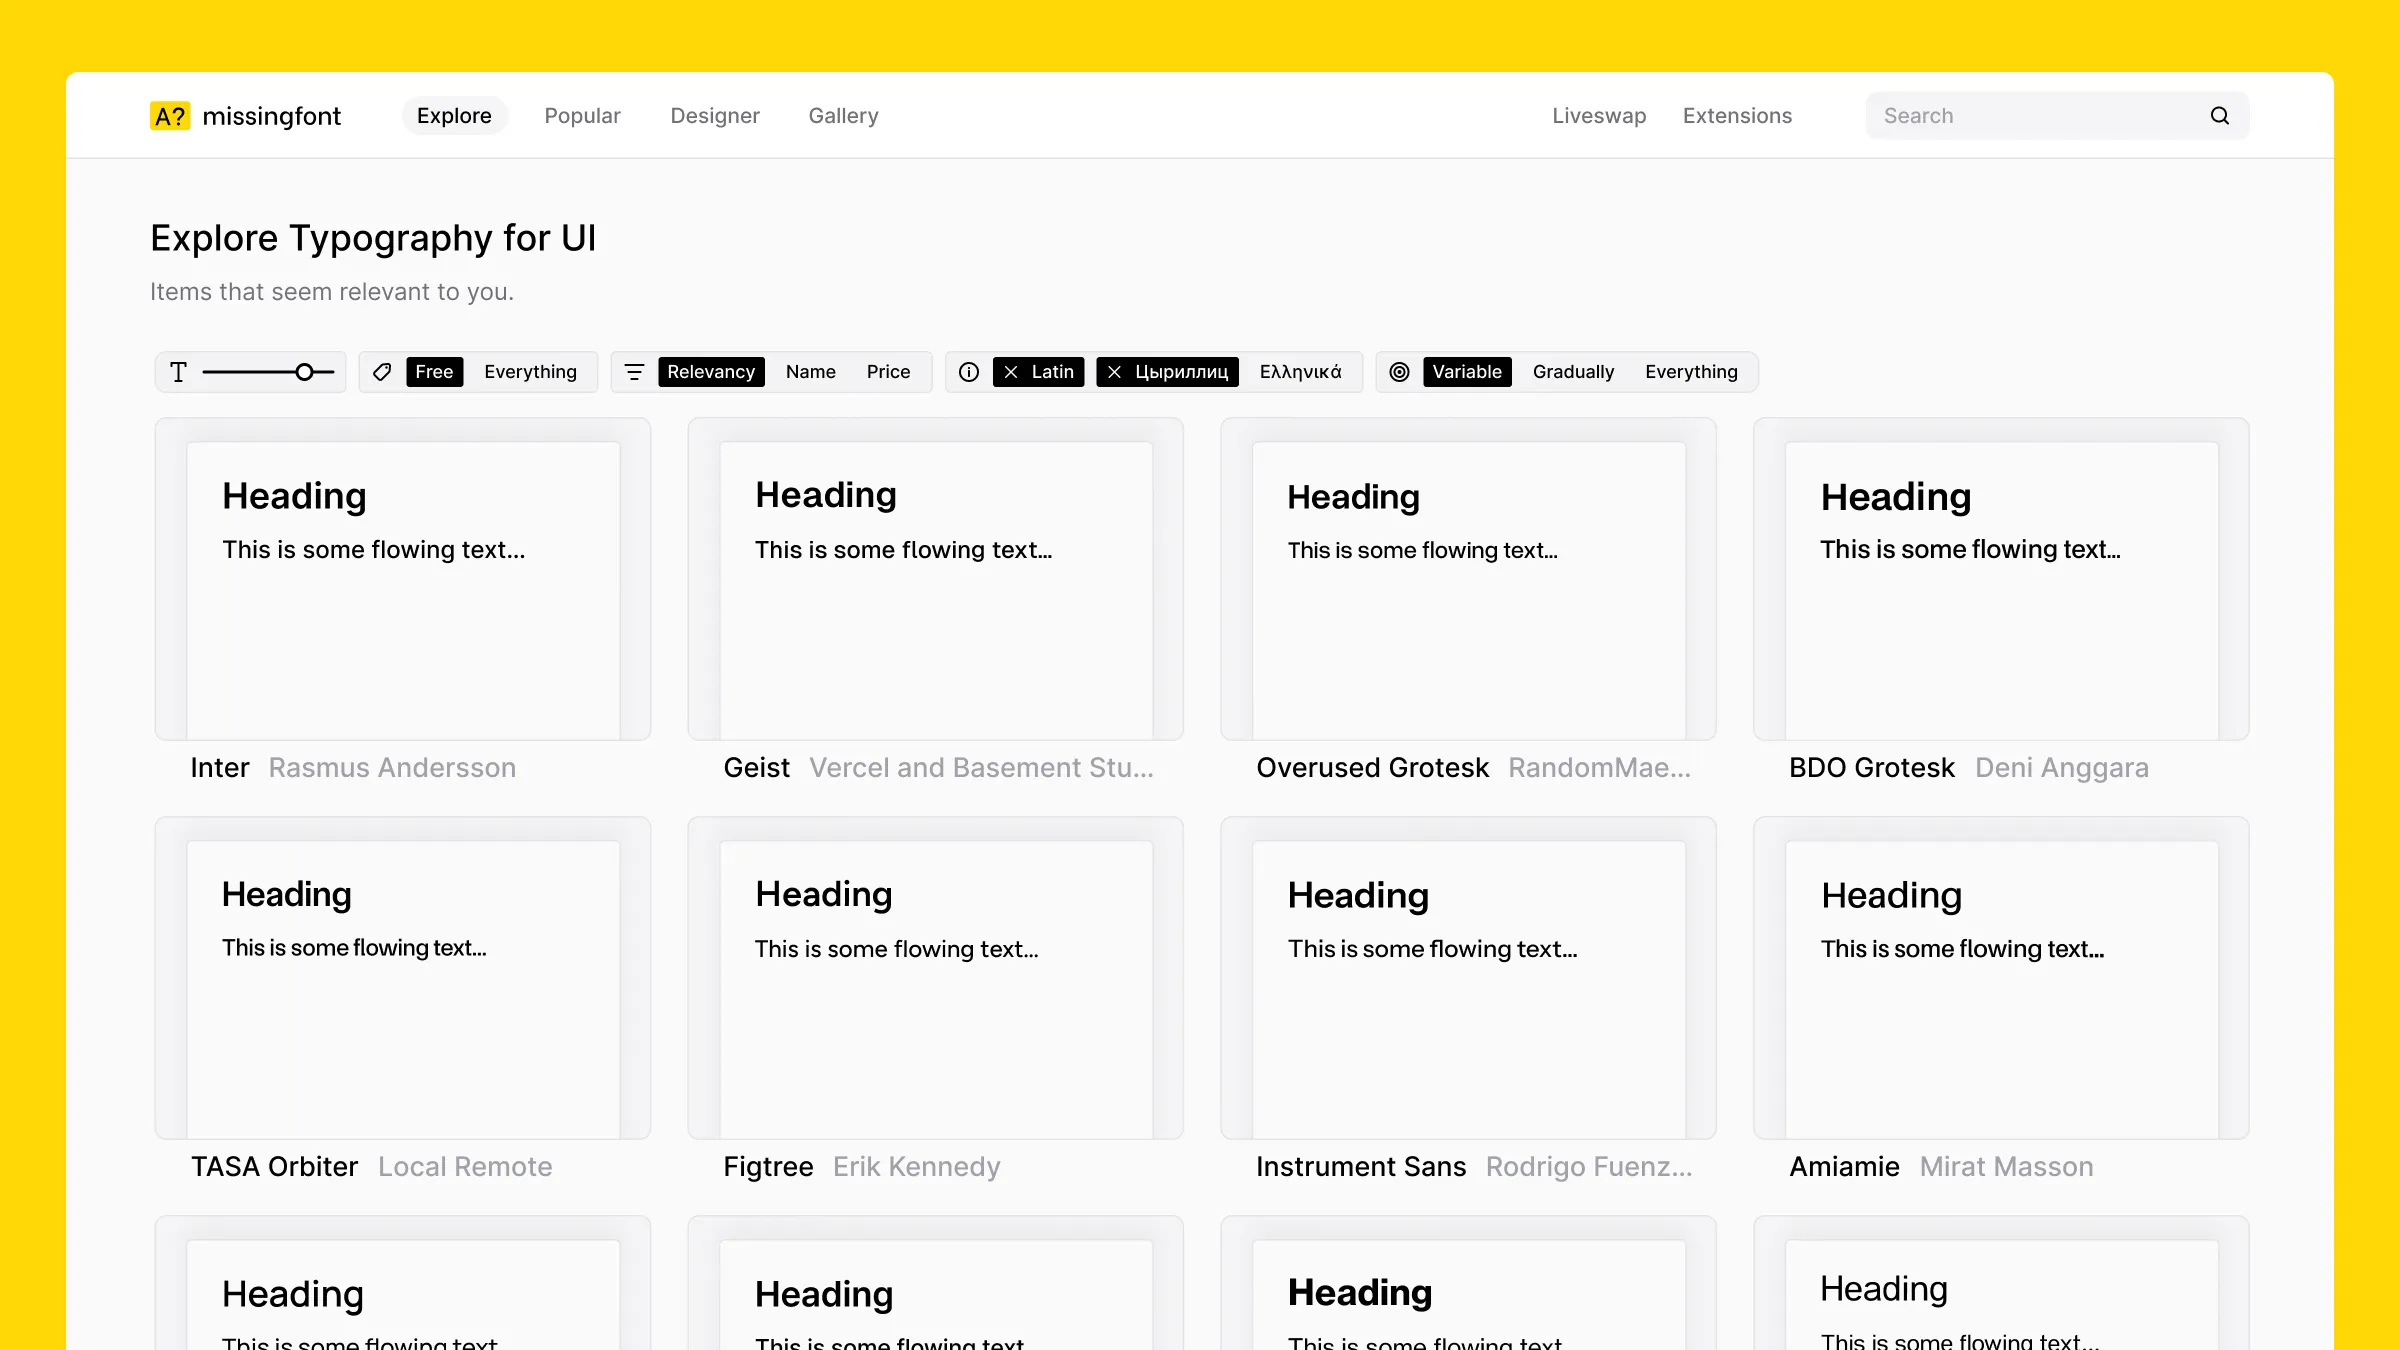 A? missingfont Explore Popular Designer Gallery Liveswap Extensions Search
Explore Typography for UI
Items that seem relevant to you.
T Free Everything Relevancy Name Price Latin Цыриллиц Ελληνικά Variable Gradually Everything
Heading Heading Heading Heading
This is some flowing text... This is some flowing text... This is some flowing text... This is some flowing text...
Inter Rasmus Andersson Geist Vercel and Basement Stu... Overused Grotesk RandomMae... BDO Grotesk Deni Anggara
Heading Heading Heading Heading
This is some flowing text... This is some flowing text... This is some flowing text... This is some flowing text...
TASA Orbiter Local Remote Figtree Erik Kennedy Instrument Sans Rodrigo Fuenz... Amiamie Mirat Masson
Heading Heading Heading Heading
This is some flowing text This is some flowing text This is some flowing text This is some flowing text...